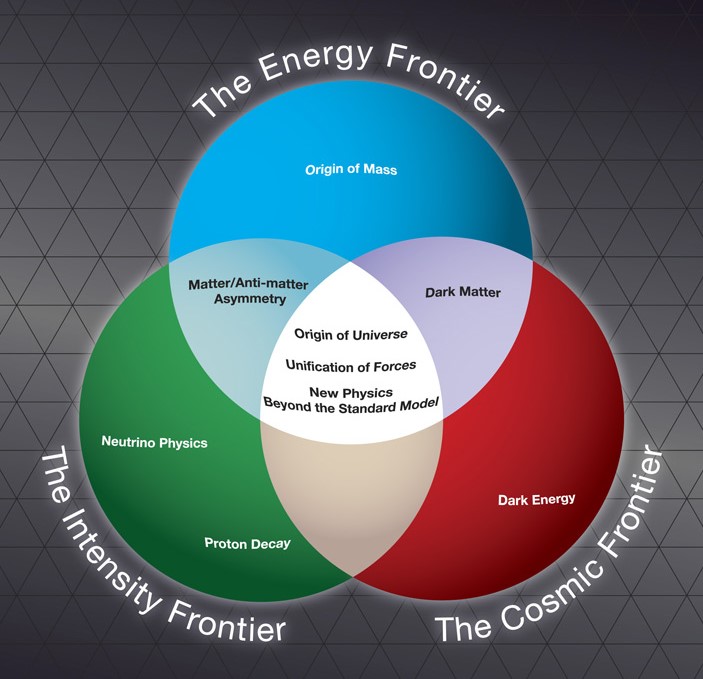 The Energy Frontier
Origin of Mass
Matter/Anti-matter
Asymmetry
Dark Matter
Origin of Universe
Unification of Forces
New Physics
Beyond the Standard Model
Neutrino Physics
Dark Energy
Proton Decay
The Intensity Frontier
The Cosmic Frontier